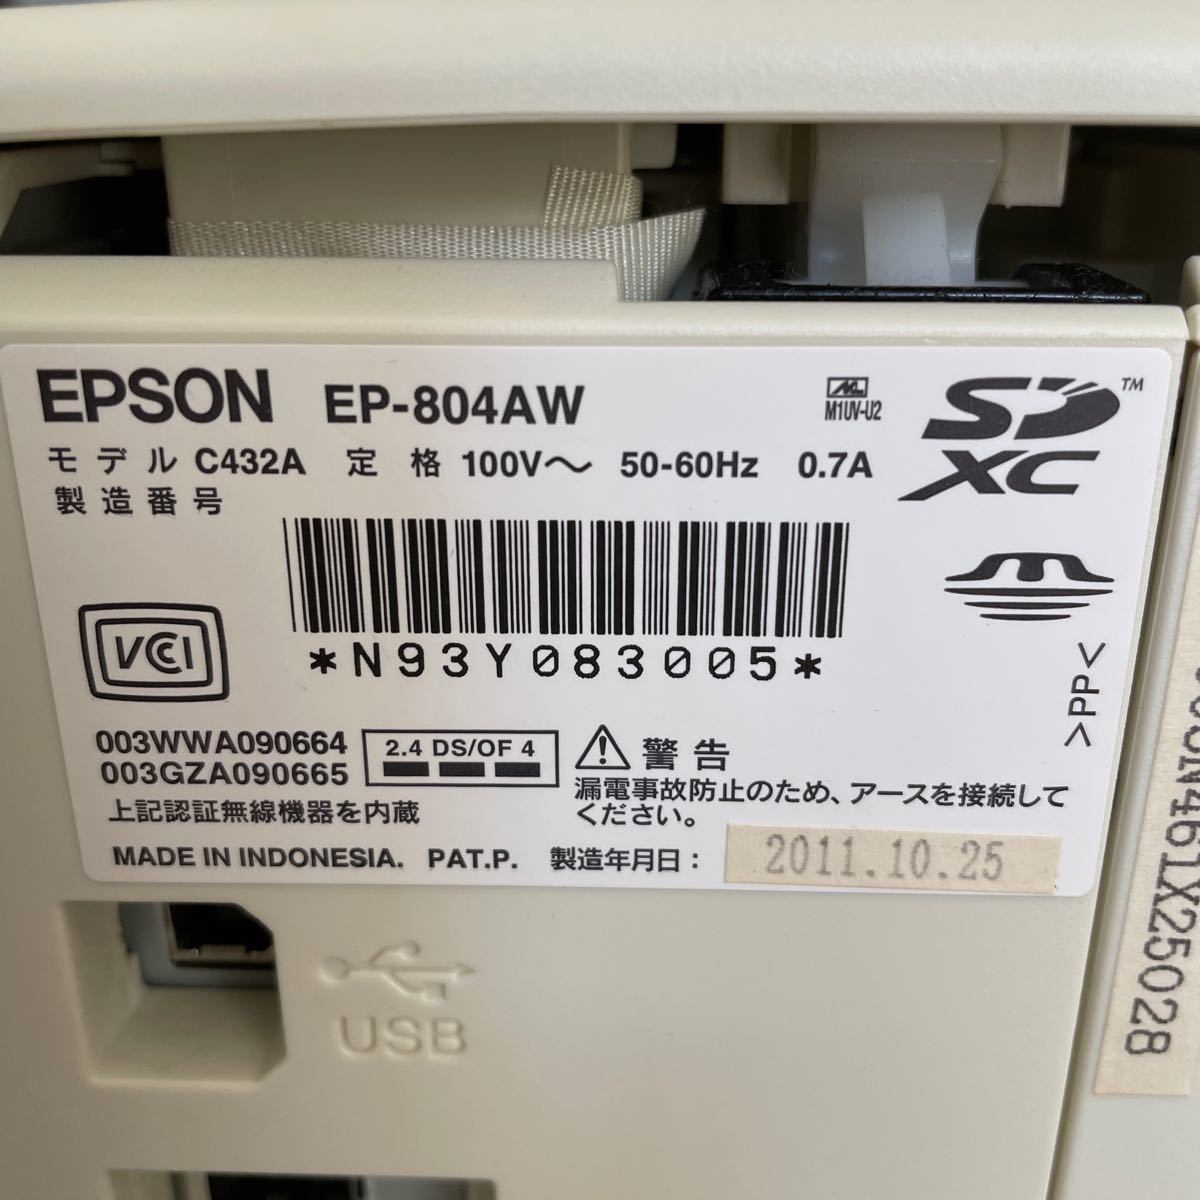 EPSON EP-804AW
M1UV-U2
SD™
XC
モデル C432A 定格 100V～ 50-60Hz 0.7A
製造番号
*N93Y083005*
VCCI
>PP<
003WWA090664
003GZA090665
2.4 DS/OF 4
上記認証無線機器を内蔵
警告
漏電事故防止のため、アースを接続して
ください。
MADE IN INDONESIA. PAT.P. 製造年月日： 2011.10.25
USB
N461X25028